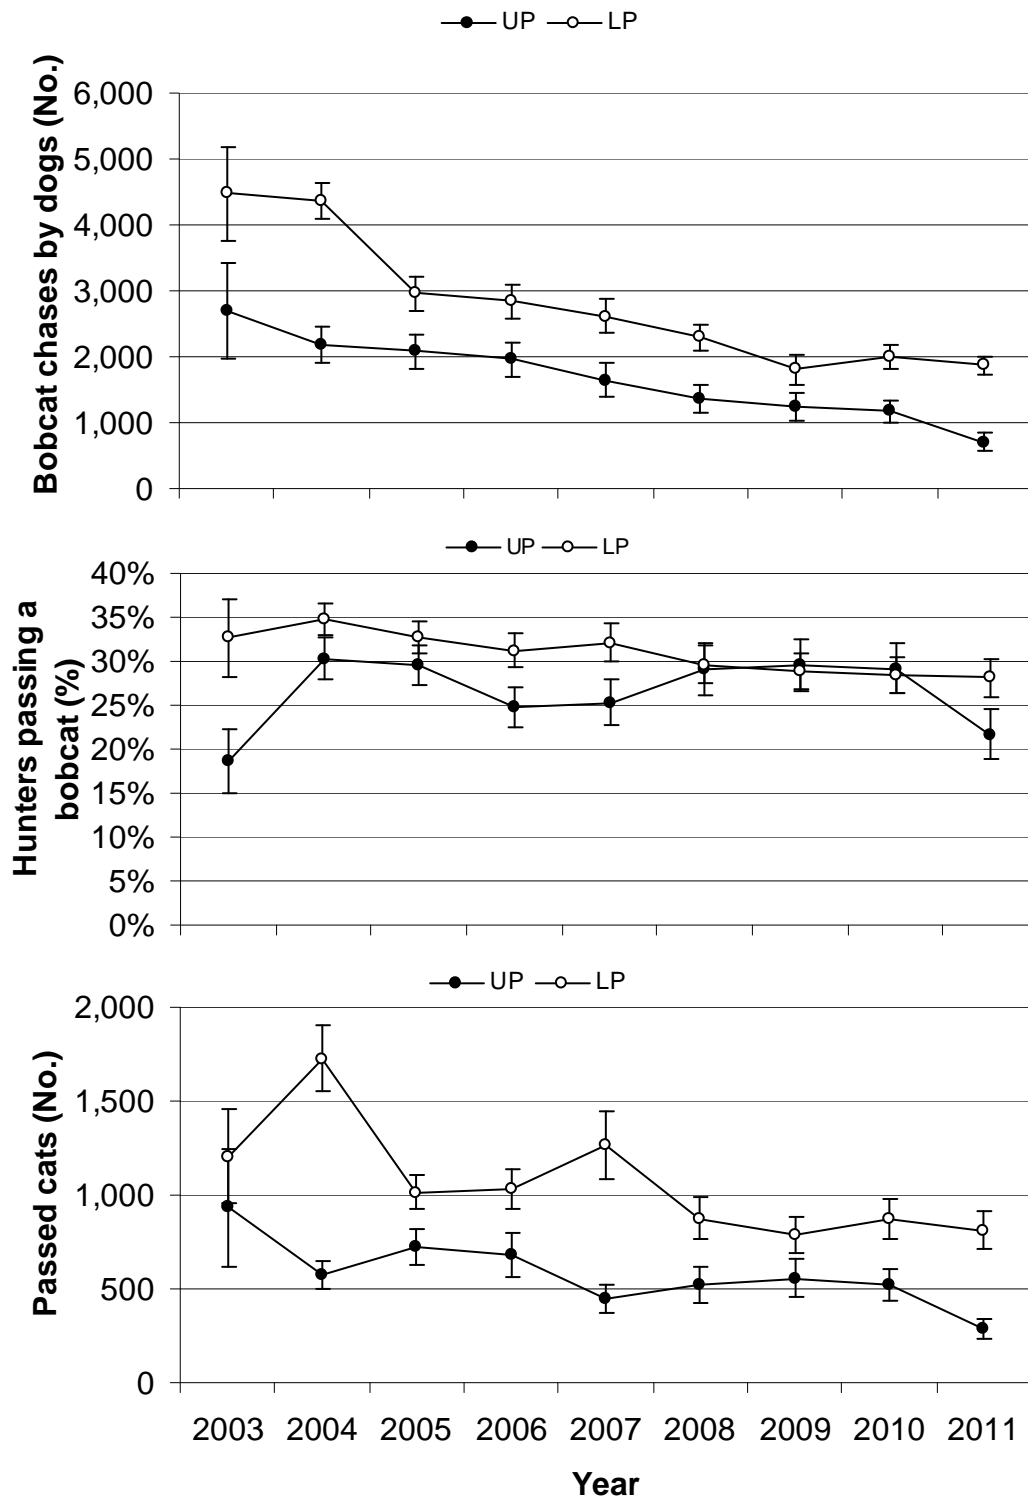 UP LP
Bobcat chases by dogs (No.)
6,000
5,000
4,000
3,000
2,000
1,000
0
UP LP
Hunters passing a
bobcat (%)
40%
35%
30%
25%
20%
15%
10%
5%
0%
UP LP
Passed cats (No.)
2,000
1,500
1,000
500
0
2003 2004 2005 2006 2007 2008 2009 2010 2011
Year